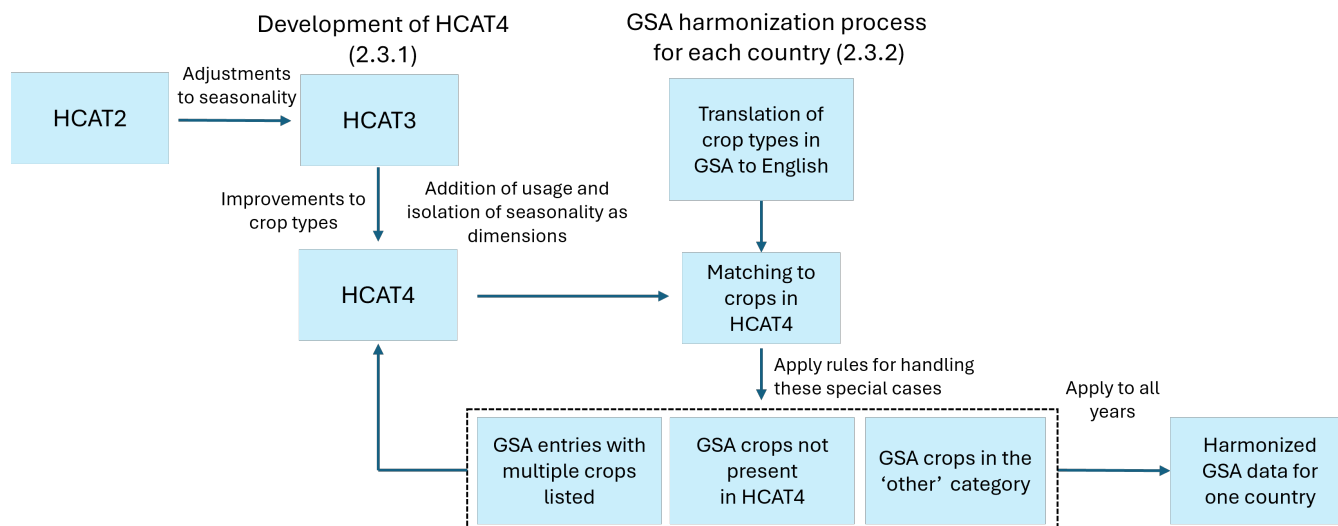 Development of HCAT4
(2.3.1)
GSA harmonization process
for each country (2.3.2)
HCAT2
Adjustments
to seasonality
HCAT3
Translation of
crop types in
GSA to English
Improvements to
crop types
Addition of usage and
isolation of seasonality as
dimensions
HCAT4
Matching to
crops in
HCAT4
Apply rules for handling
these special cases
GSA entries with
multiple crops
listed
GSA crops not
present
in HCAT4
GSA crops in the
‘other’ category
Apply to all
years
Harmonized
GSA data for
one country